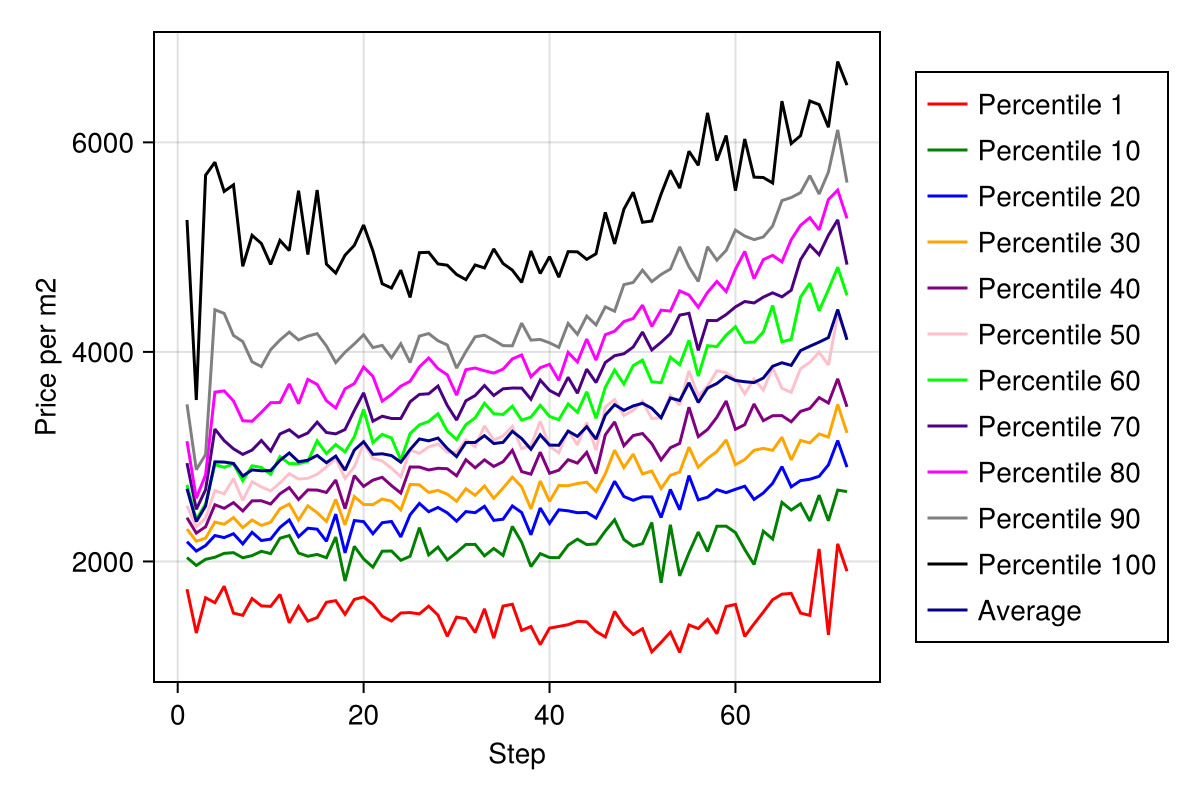 6000
4000
2000
0 20 40 60
Price per m2
Step
Percentile 1
Percentile 10
Percentile 20
Percentile 30
Percentile 40
Percentile 50
Percentile 60
Percentile 70
Percentile 80
Percentile 90
Percentile 100
Average